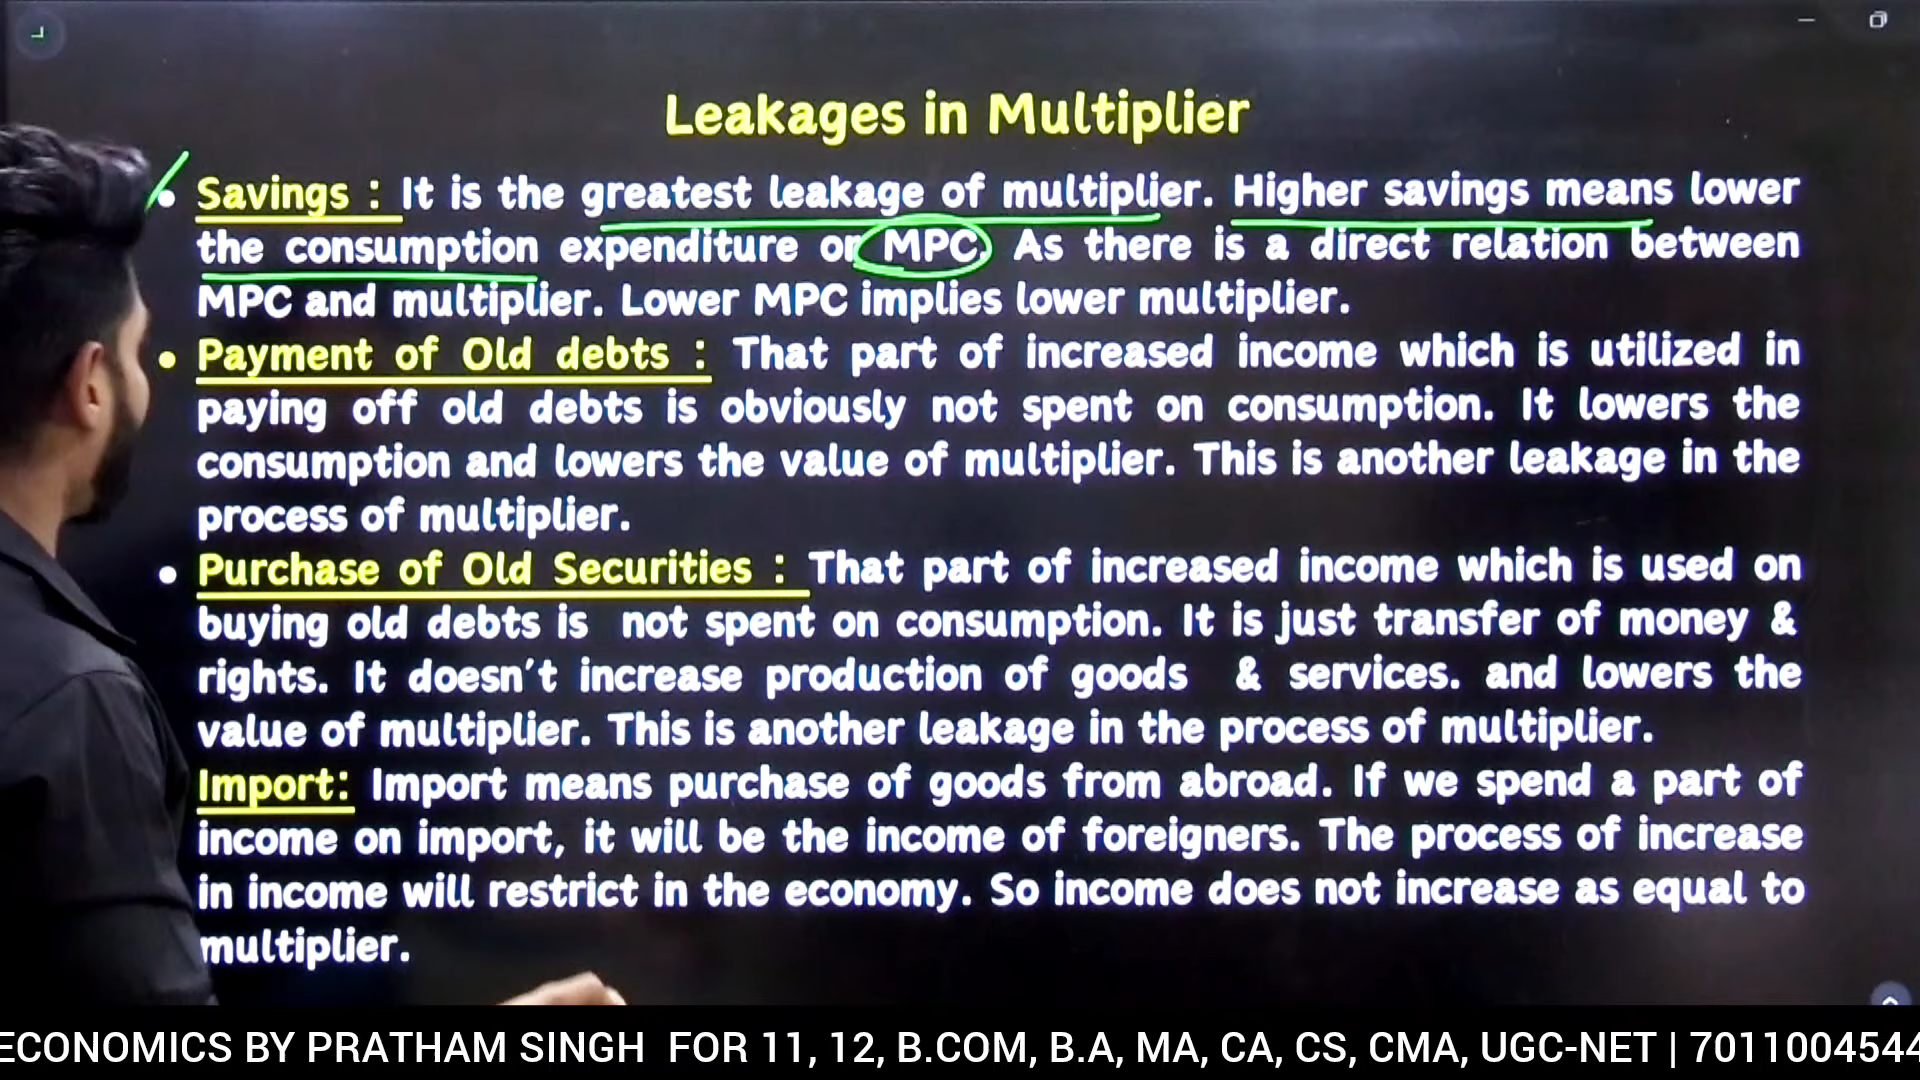 Leakages in Multiplier
• Savings : It is the greatest leakage of multiplier. Higher savings means lower
the consumption expenditure or MPC. As there is a direct relation between
MPC and multiplier. Lower MPC implies lower multiplier.
• Payment of Old debts : That part of increased income which is utilized in
paying off old debts is obviously not spent on consumption. It lowers the
consumption and lowers the value of multiplier. This is another leakage in the
process of multiplier.
• Purchase of Old Securities : That part of increased income which is used on
buying old debts is not spent on consumption. It is just transfer of money &
rights. It doesn't increase production of goods & services. and lowers the
value of multiplier. This is another leakage in the process of multiplier.
Import: Import means purchase of goods from abroad. If we spend a part of
income on import, it will be the income of foreigners. The process of increase
in income will restrict in the economy. So income does not increase as equal to
multiplier.
ECONOMICS BY PRATHAM SINGH FOR 11, 12, B.COM, B.A, MA, CA, CS, CMA, UGC-NET | 7011004544